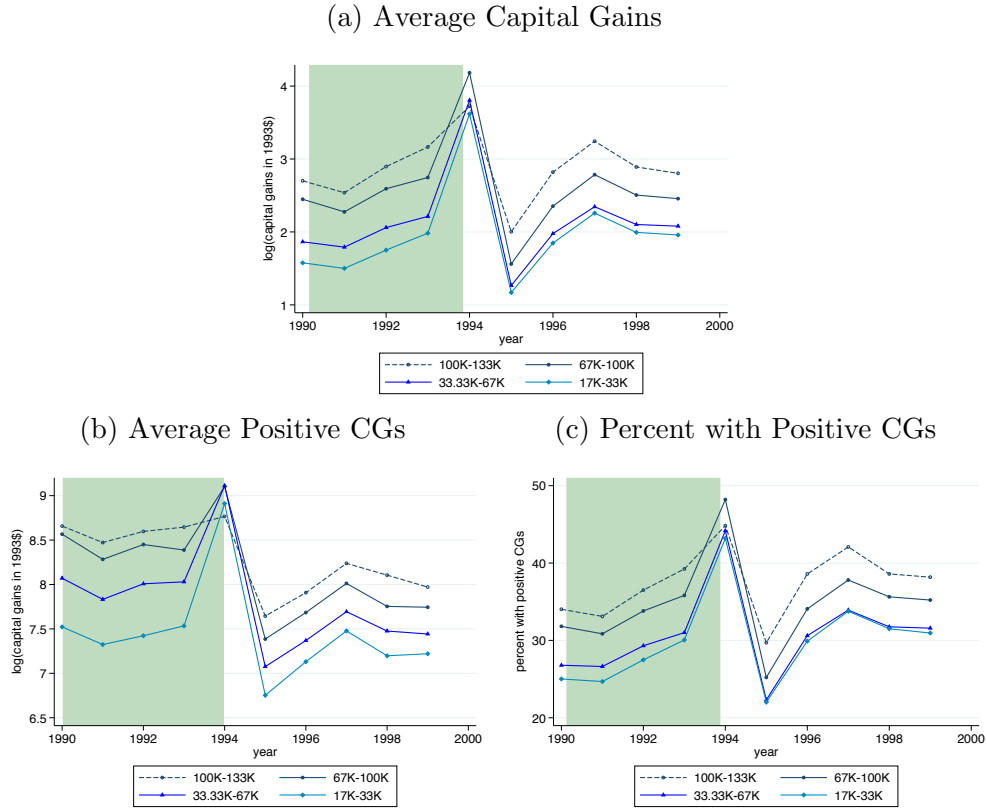 (a) Average Capital Gains
log(capital gains in 1993$)
4
3
2
1
1990 1992 1994 1996 1998 2000
year
100K-133K 67K-100K
33.33K-67K 17K-33K
(b) Average Positive CGs
log(capital gains in 1993$)
9
8.5
8
7.5
7
6.5
1990 1992 1994 1996 1998 2000
year
100K-133K 67K-100K
33.33K-67K 17K-33K
(c) Percent with Positive CGs
percent with positive CGs
50
40
30
20
1990 1992 1994 1996 1998 2000
year
100K-133K 67K-100K
33.33K-67K 17K-33K